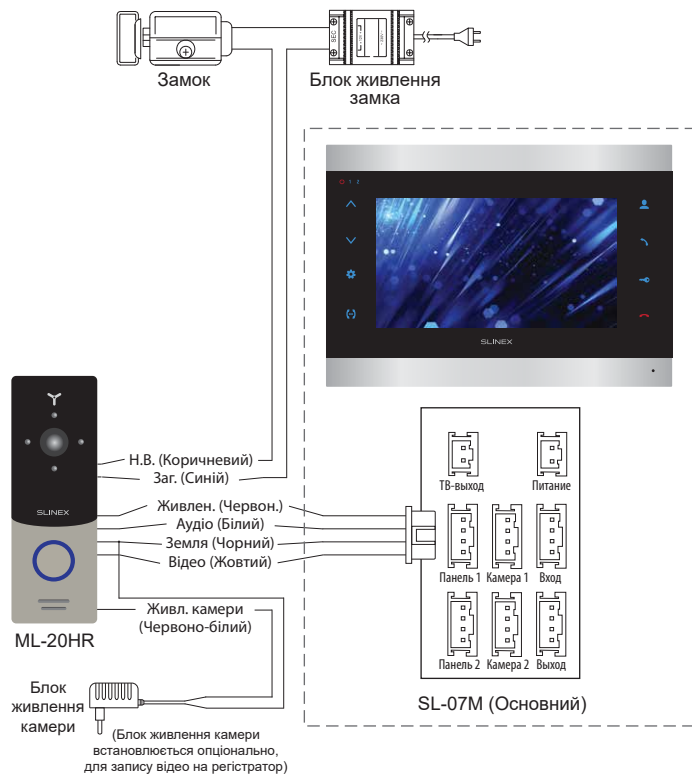 Замок
Блок живлення
замка
SLINEX
Н.В. (Коричневий)
Заг. (Синій)
SLINEX
Живлен. (Червон.)
Аудіо (Білий)
Земля (Чорний)
Відео (Жовтий)
Живл. камери
(Червоно-білий)
ML-20HR
ТВ-выход
Питание
Панель 1
Камера 1
Вход
Панель 2
Камера 2
Выход
SL-07M (Основний)
Блок
живлення
камери
(Блок живлення камери
встановлюється опціонально,
для запису відео на регістратор)